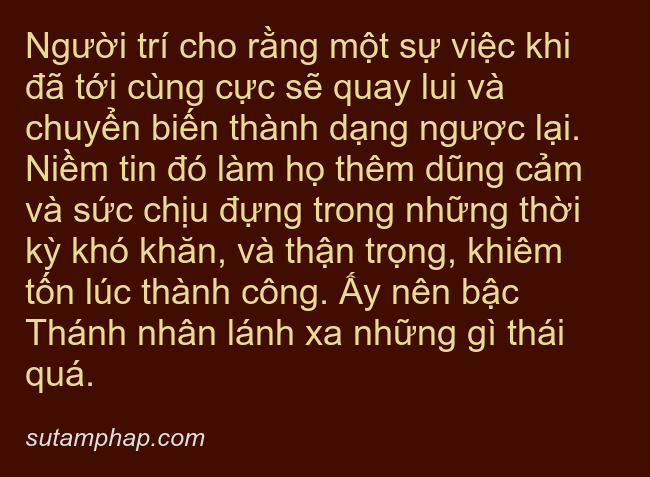 Người trí cho rằng một sự việc khi
đã tới cùng cực sẽ quay lui và
chuyển biến thành dạng ngược lại.
Niềm tin đó làm họ thêm dũng cảm
và sức chịu đựng trong những thời
kỳ khó khăn, và thận trọng, khiêm
tốn lúc thành công. Ấy nên bậc
Thánh nhân lánh xa những gì thái
quá.
sutamphap.com